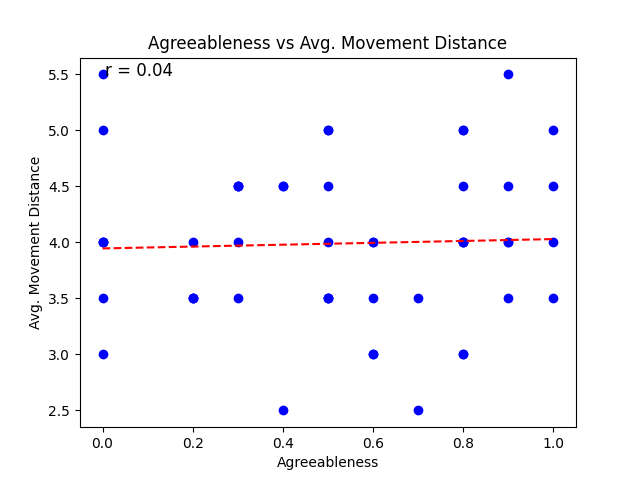 Agreeableness vs Avg. Movement Distance
r = 0.04
Avg. Movement Distance
5.5
5.0
4.5
4.0
3.5
3.0
2.5
0.0 0.2 0.4 0.6 0.8 1.0
Agreeableness